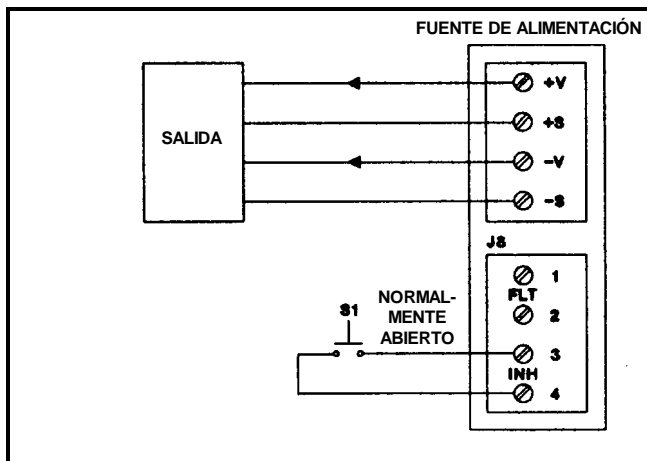 FUENTE DE ALIMENTACIÓN
+V
SALIDA
+S
-V
-S
J8
1
FLT
2
S1
NORMAL-
MENTE
ABIERTO
3
INH
4